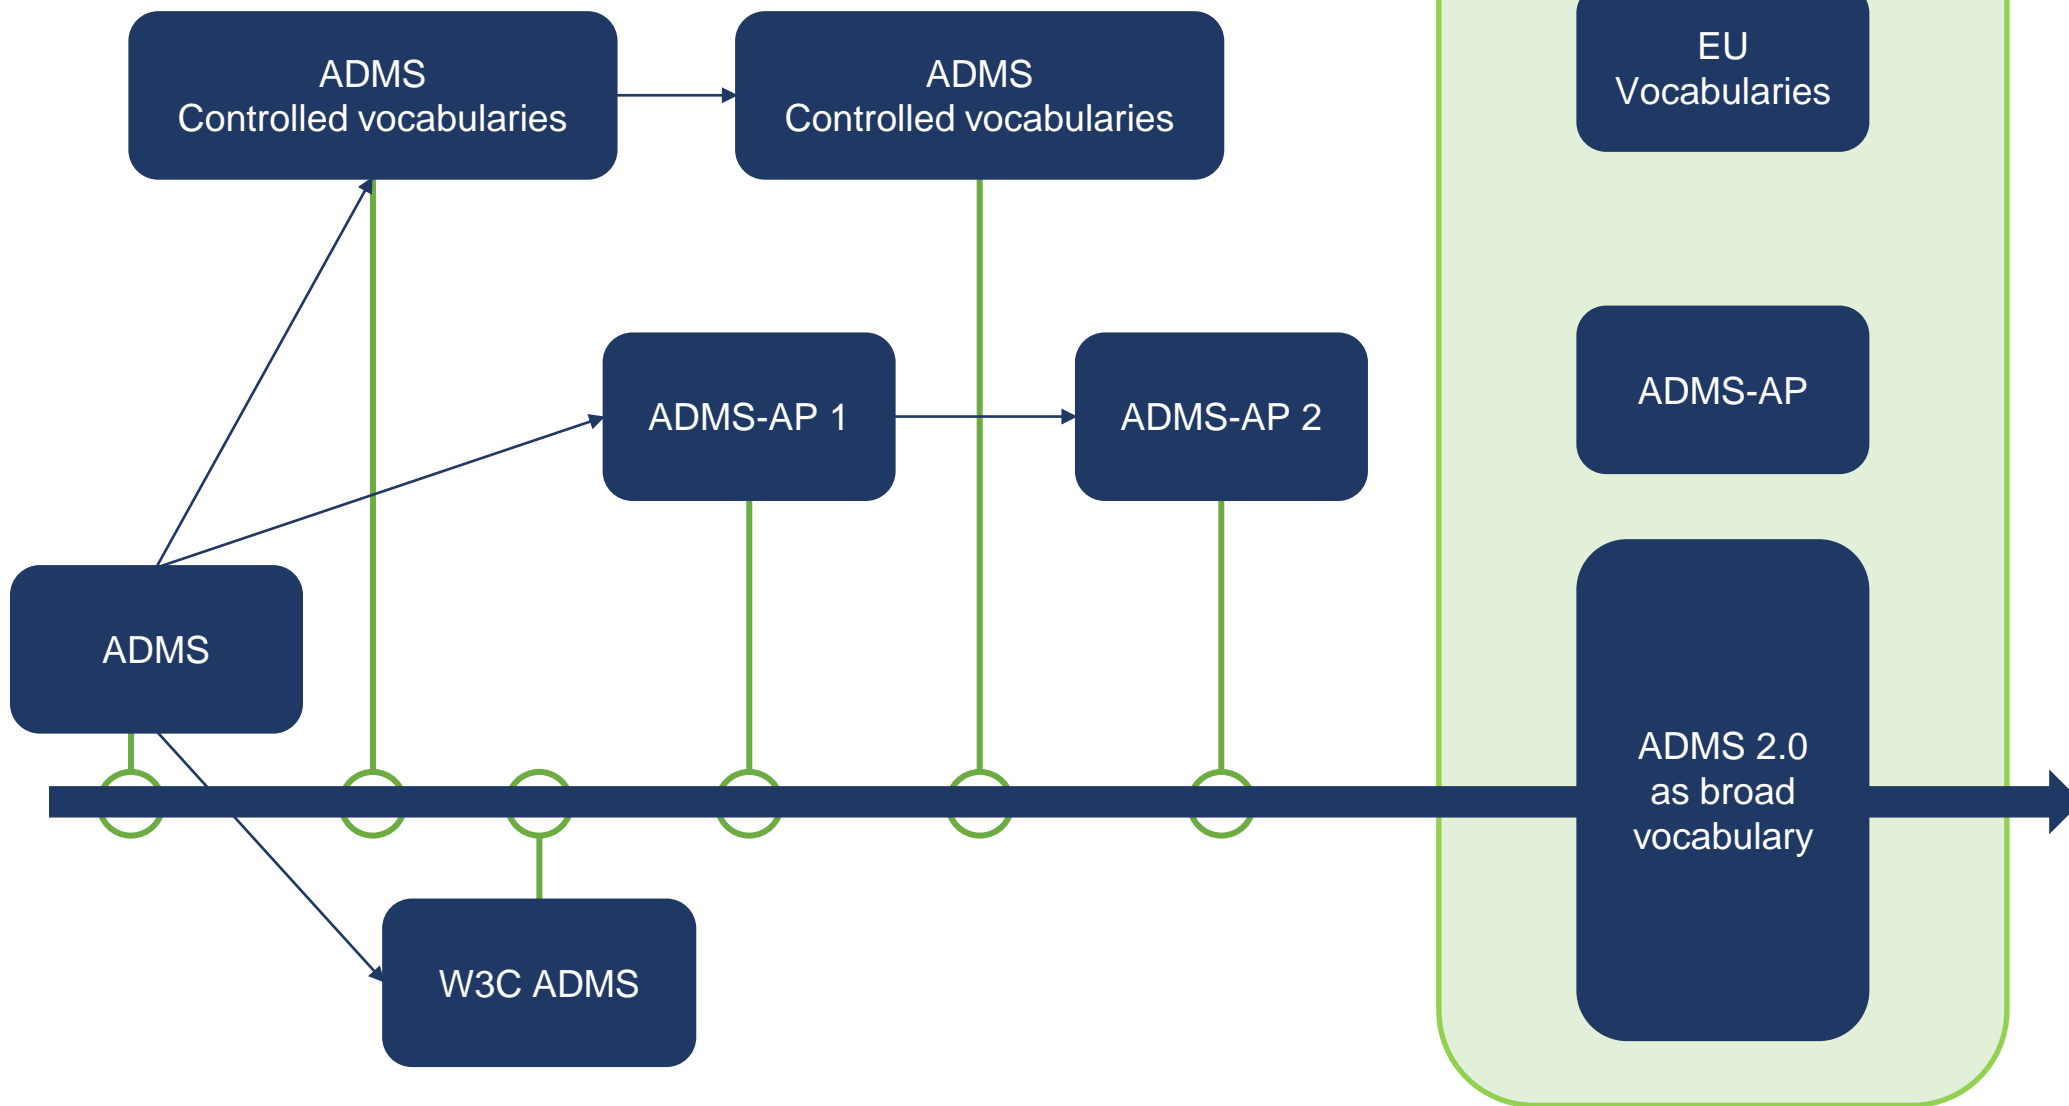 ADMS
Controlled vocabularies
ADMS
Controlled vocabularies
EU
Vocabularies
ADMS-AP 1
ADMS-AP 2
ADMS-AP
ADMS
ADMS 2.0
as broad
vocabulary
W3C ADMS